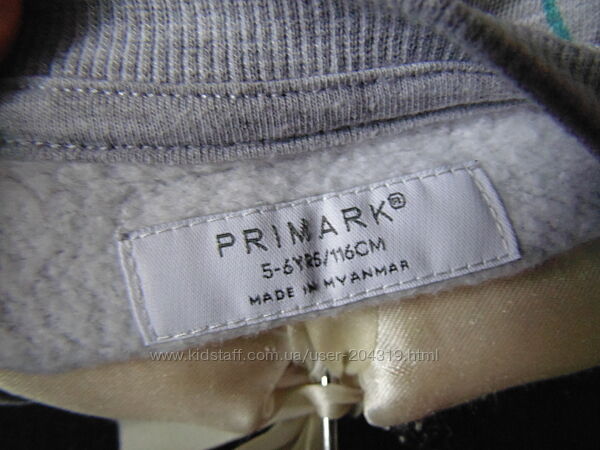 PRIMARK®
5-6YRS/116CM
MADE IN MYANMAR
www.kidstaff.com.ua/user-204319.html